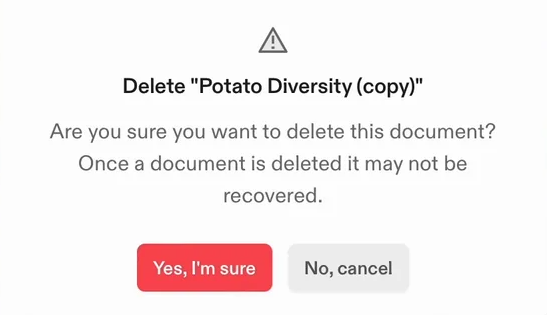 Delete "Potato Diversity (copy)"
Are you sure you want to delete this document?
Once a document is deleted it may not be
recovered.
Yes, I'm sure
No, cancel